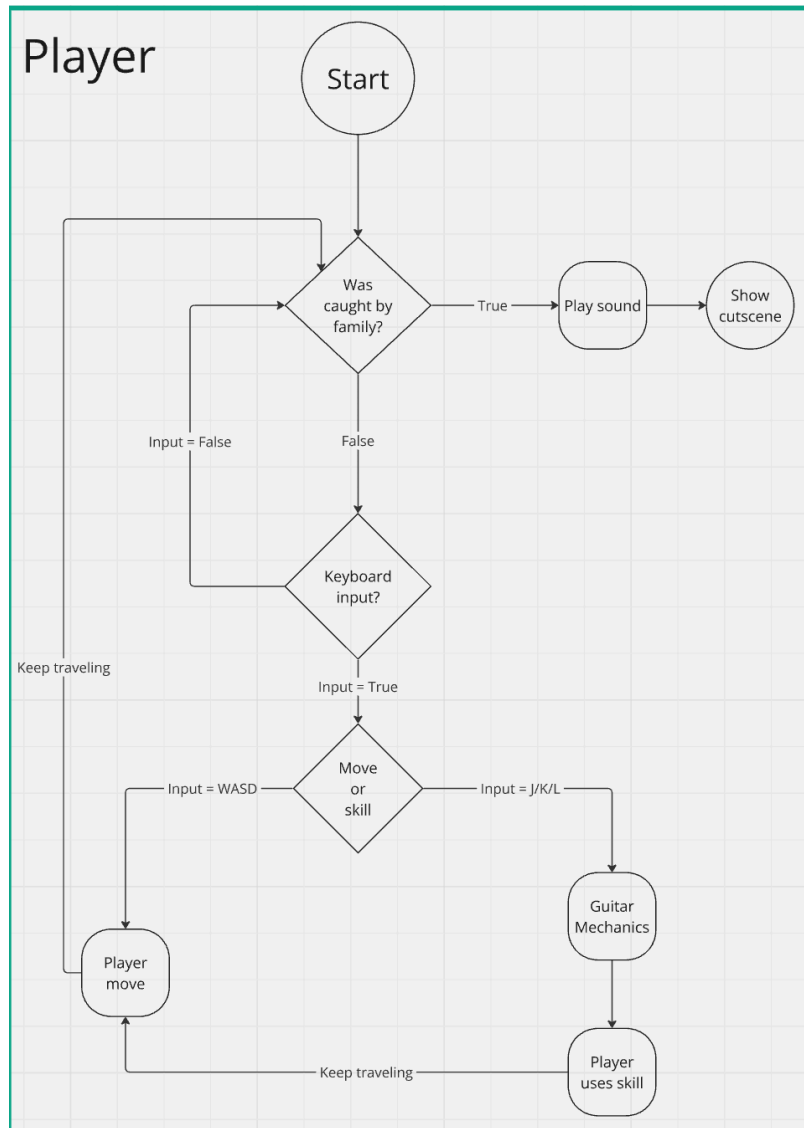 Player
Start
Was
caught by
family?
True
Play sound
Show
cutscene
Input = False
False
Keyboard
input?
Keep traveling
Input = True
Move
or
skill
Input = WASD
Input = J/K/L
Guitar
Mechanics
Player
move
Player
uses skill
Keep traveling